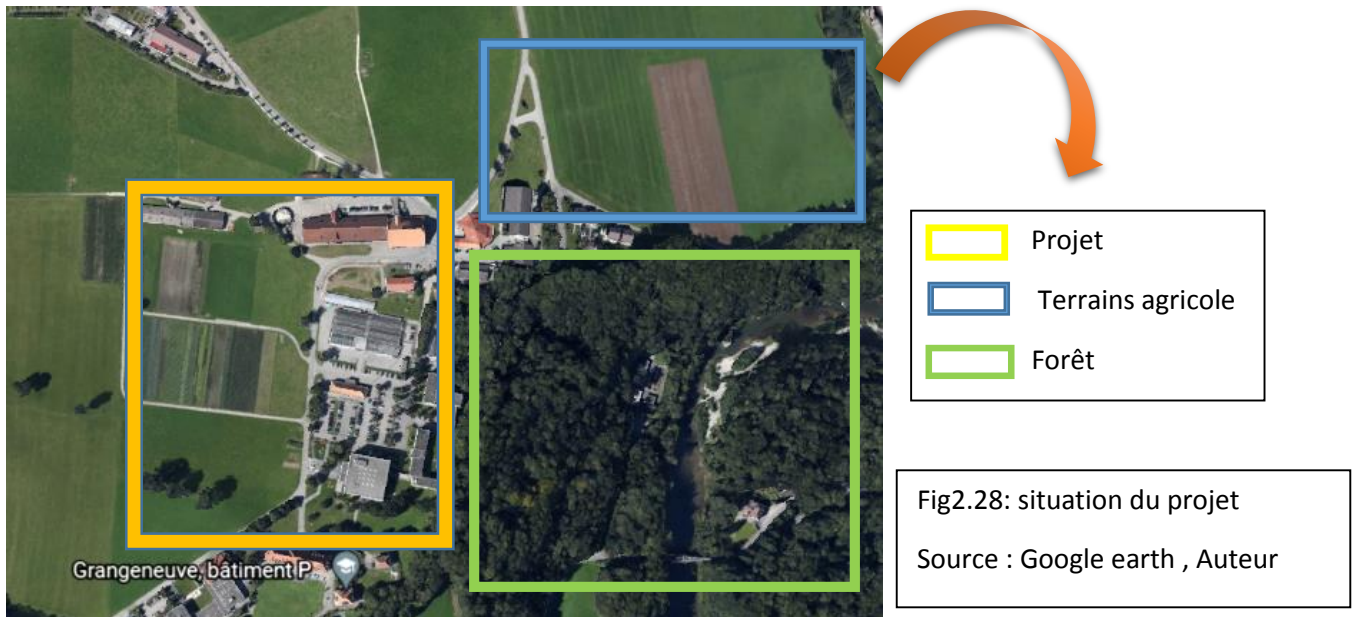 Grangeneuve, bâtiment P
Projet
Terrains agricole
Forêt
Fig2.28: situation du projet
Source : Google earth , Auteur